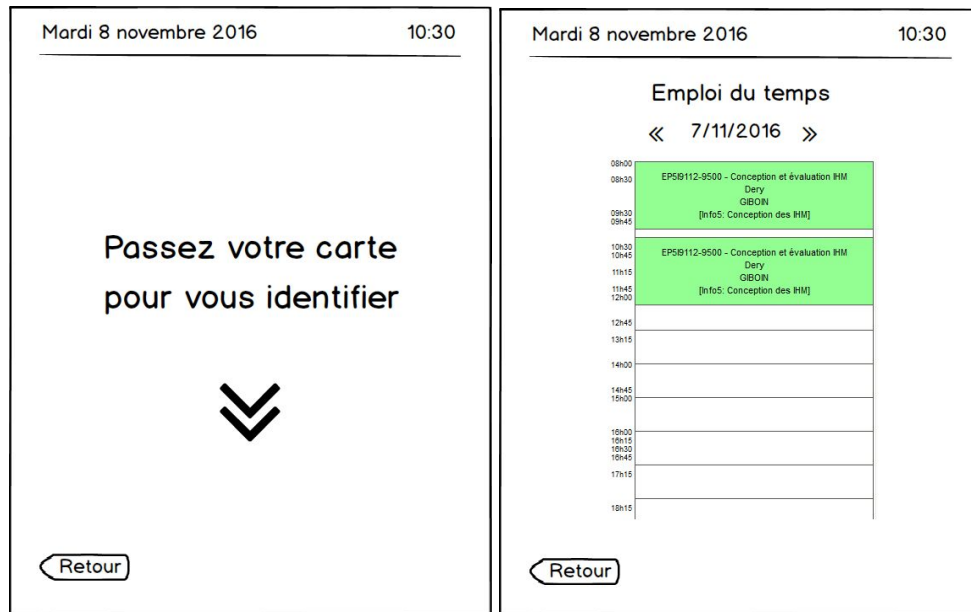 Mardi 8 novembre 2016 10:30
Passez votre carte
pour vous identifier
Retour
Mardi 8 novembre 2016 10:30
Emploi du temps
« 7/11/2016 »
08h00
08h30
09h30
09h45
EP5I9112-9500 - Conception et évaluation IHM
Dery
GIBOIN
[Info5: Conception des IHM]
10h30
10h45
11h15
11h45
12h00
EP5I9112-9500 - Conception et évaluation IHM
Dery
GIBOIN
[Info5: Conception des IHM]
12h45
13h15
14h00
14h45
15h00
16h00
16h15
16h30
16h45
17h15
18h15
Retour